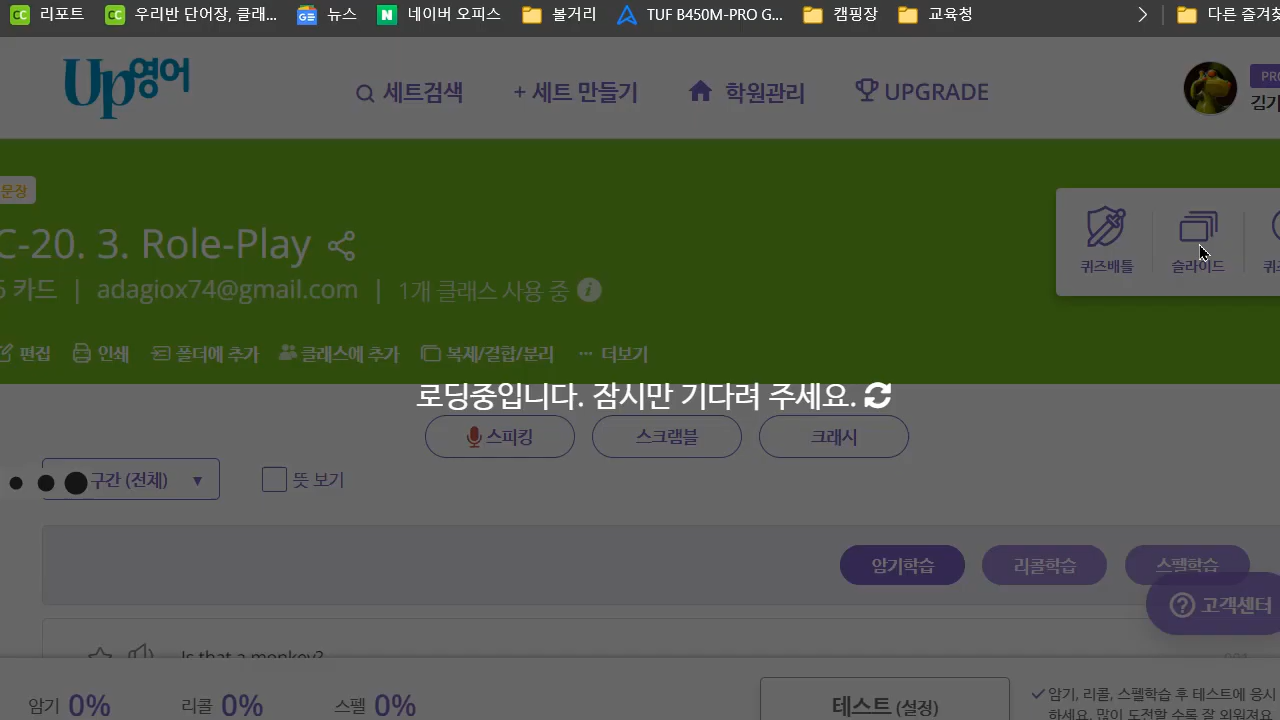 리포트 우리반 단어장, 클래... 뉴스 네이버 오피스 볼거리 TUF B450M-PRO G... 캠핑장 교육청 다른 즐겨찾
Up영어 세트검색 + 세트 만들기 학원관리 UPGRADE PRO
김기
문장
C-20. 3. Role-Play
카드 | adagiox74@gmail.com | 1개 클래스 사용 중
퀴즈배틀 슬라이드 퀴즈
편집 인쇄 폴더에 추가 클래스에 추가 복제/결합/분리 ··· 더보기
로딩중입니다. 잠시만 기다려 주세요.
스피킹 스크램블 크래시
구간 (전체) ▼ 뜻 보기
암기학습 리콜학습 스펠학습
고객센터
Is that a monkey?
001
암기 0% 리콜 0% 스펠 0% 테스트 (설정) 암기, 리콜, 스펠학습 후 테스트에 응시
하세요. 많이 도전할 수록 잘 외워져요